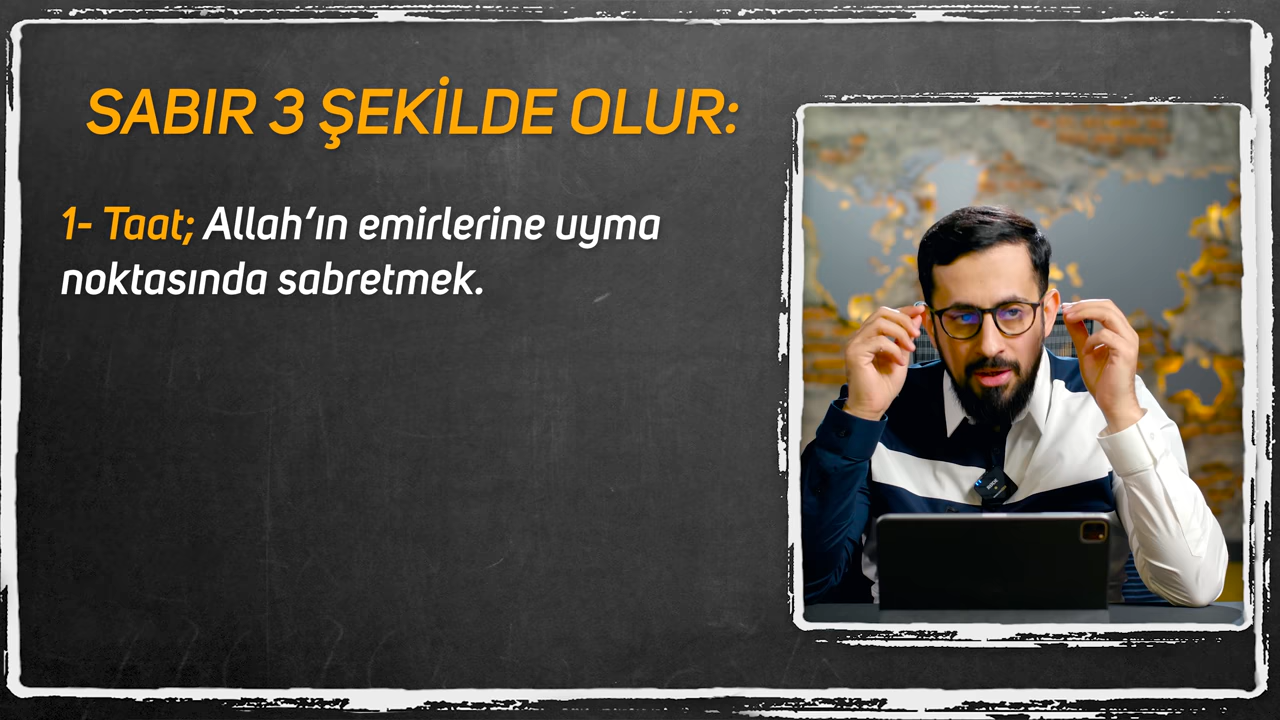 SABIR 3 ŞEKİLDE OLUR:
1- Taat; Allah’ın emirlerine uyma
noktasında sabretmek.